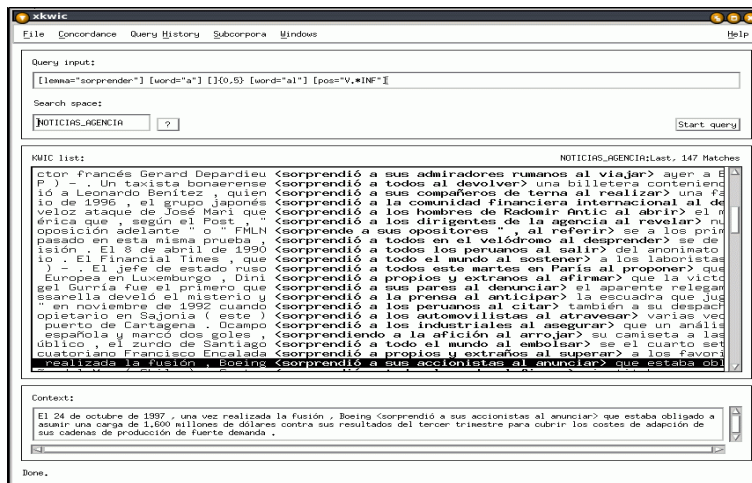 xkwic
File Concordance Query History Subcorpora Windows Help
Query input:
[lemma="sorprender"] [word="a"] []{0,5} [word="al"] [pos="V.*INF"]
Search space:
NOTICIAS_AGENCIA ? Start query
KWIC list: NOTICIAS_AGENCIA:Last, 147 Matches
ctor francés Gerard Depardieu <sorprendió a sus admiradores rumanos al viajar> ayer a B
P ) - . Un taxista bonaerense <sorprendió a todos al devolver> una billetera conteniend
ió a Leonardo Benítez , quien <sorprendió a sus compañeros de terna al realizar> una fa
io de 1996 , el grupo japonés <sorprendió a la comunidad financiera internacional al de
veloz ataque de José Mari que <sorprendió a los hombres de Radomir Antic al abrir> el m
érica que , según el Post , " <sorprendió a los dirigentes de la agencia al revelar> nu
oposición adelante " o " FMLN <sorprende a sus opositores " , al referir> se a los prim
pasado en esta misma prueba , <sorprendió a todos en el velódromo al desprender> se de
isión . El 8 de abril de 1990 <sorprendió a todos los peruanos al salir> del anonimato
io . El Financial Times , que <sorprendió a todo el mundo al sostener> a los laboristas
) - . El jefe de estado ruso <sorprendió a todos este martes en París al proponer> que
Europea en Luxemburgo , Dini <sorprendió a propios y extraños al afirmar> que la victo
gel Gurría fue el primero que <sorprendió a sus pares al denunciar> el aparente relegam
ssarella develó el misterio y <sorprendió a la prensa al anticipar> la escuadra que jug
" en noviembre de 1992 cuando <sorprendió a los peruanos al citar> también a su despach
opietario en Sajonia ( este ) <sorprendió a los automovilistas al atravesar> varias vec
puerto de Cartagena . Ocampo <sorprendió a los industriales al asegurar> que un anális
española y marcó dos goles , <sorprendiendo a la afición al arrojar> su camiseta a las
úblico , el zurdo de Santiago <sorprendió a todo el mundo al embolsar> se el cuarto set
cuatoriano Francisco Encalada <sorprendió a propios y extraños al superar> a los favori
realizada la fusión , Boeing <sorprendió a sus accionistas al anunciar> que estaba obl
Context:
El 24 de octubre de 1997 , una vez realizada la fusión , Boeing <sorprendió a sus accionistas al anunciar> que estaba obligado a
asumir una carga de 1.600 millones de dólares contra sus resultados del tercer trimestre para cubrir los costes de adapción de
sus cadenas de producción de fuerte demanda .
Done.